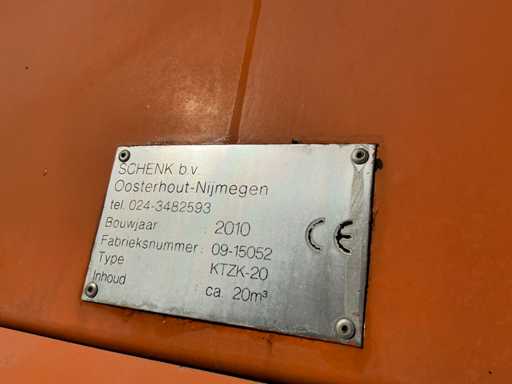 SCHENK b.v.
Oosterhout-Nijmegen
tel. 024-3482593
Bouwjaar : 2010
Fabrieksnummer : 09-15052
Type KTZK-20
Inhoud : ca. 20m³
CE